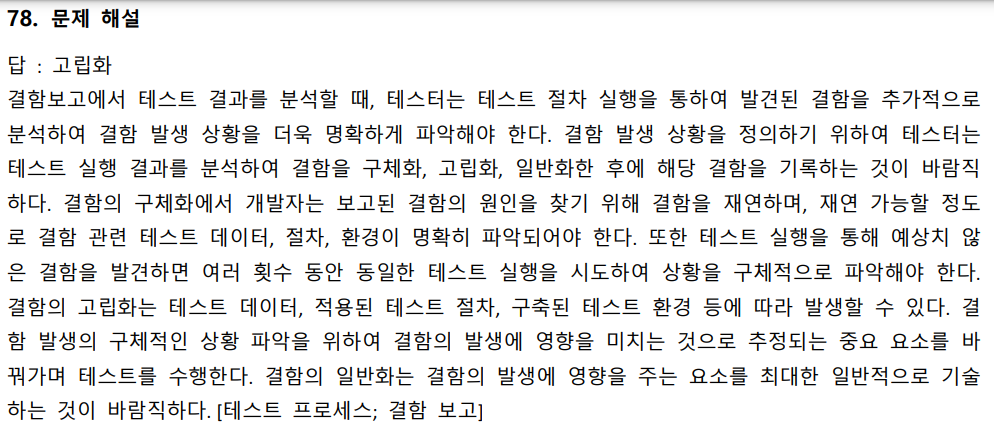 78. 문제 해설
답 : 고립화
결함보고에서 테스트 결과를 분석할 때, 테스터는 테스트 절차 실행을 통하여 발견된 결함을 추가적으로
분석하여 결함 발생 상황을 더욱 명확하게 파악해야 한다. 결함 발생 상황을 정의하기 위하여 테스터는
테스트 실행 결과를 분석하여 결함을 구체화, 고립화, 일반화한 후에 해당 결함을 기록하는 것이 바람직
하다. 결함의 구체화에서 개발자는 보고된 결함의 원인을 찾기 위해 결함을 재연하며, 재연 가능할 정도
로 결함 관련 테스트 데이터, 절차, 환경이 명확히 파악되어야 한다. 또한 테스트 실행을 통해 예상치 않
은 결함을 발견하면 여러 횟수 동안 동일한 테스트 실행을 시도하여 상황을 구체적으로 파악해야 한다.
결함의 고립화는 테스트 데이터, 적용된 테스트 절차, 구축된 테스트 환경 등에 따라 발생할 수 있다. 결
함 발생의 구체적인 상황 파악을 위하여 결함의 발생에 영향을 미치는 것으로 추정되는 중요 요소를 바
꿔가며 테스트를 수행한다. 결함의 일반화는 결함의 발생에 영향을 주는 요소를 최대한 일반적으로 기술
하는 것이 바람직하다. [테스트 프로세스; 결함 보고]